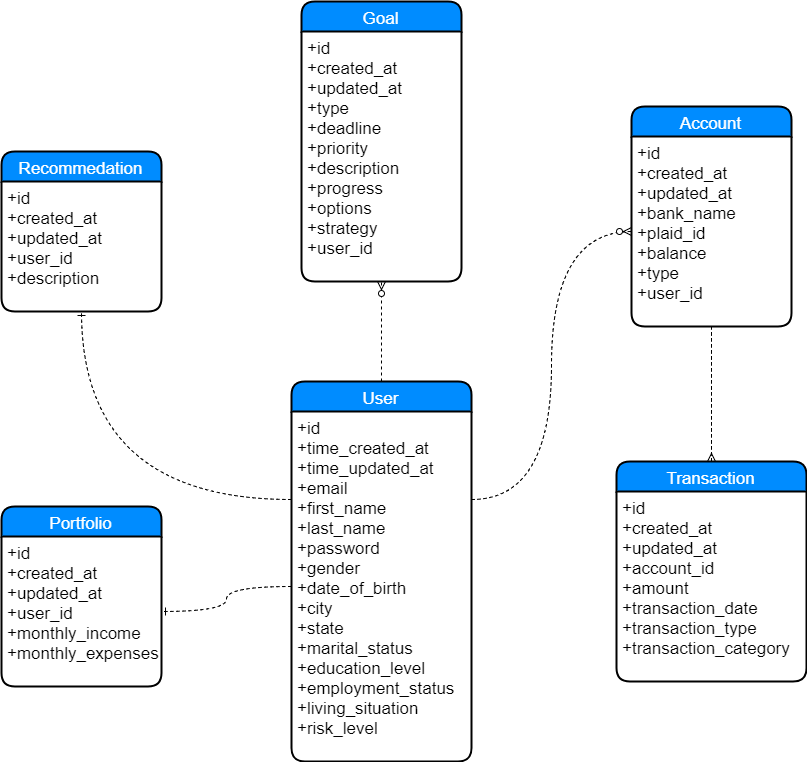 Goal
+id
+created_at
+updated_at
+type
+deadline
+priority
+description
+progress
+options
+strategy
+user_id
Account
+id
+created_at
+updated_at
+bank_name
+plaid_id
+balance
+type
+user_id
Recommedation
+id
+created_at
+updated_at
+user_id
+description
User
+id
+time_created_at
+time_updated_at
+email
+first_name
+last_name
+password
+gender
+date_of_birth
+city
+state
+marital_status
+education_level
+employment_status
+living_situation
+risk_level
Transaction
+id
+created_at
+updated_at
+account_id
+amount
+transaction_date
+transaction_type
+transaction_category
Portfolio
+id
+created_at
+updated_at
+user_id
+monthly_income
+monthly_expenses